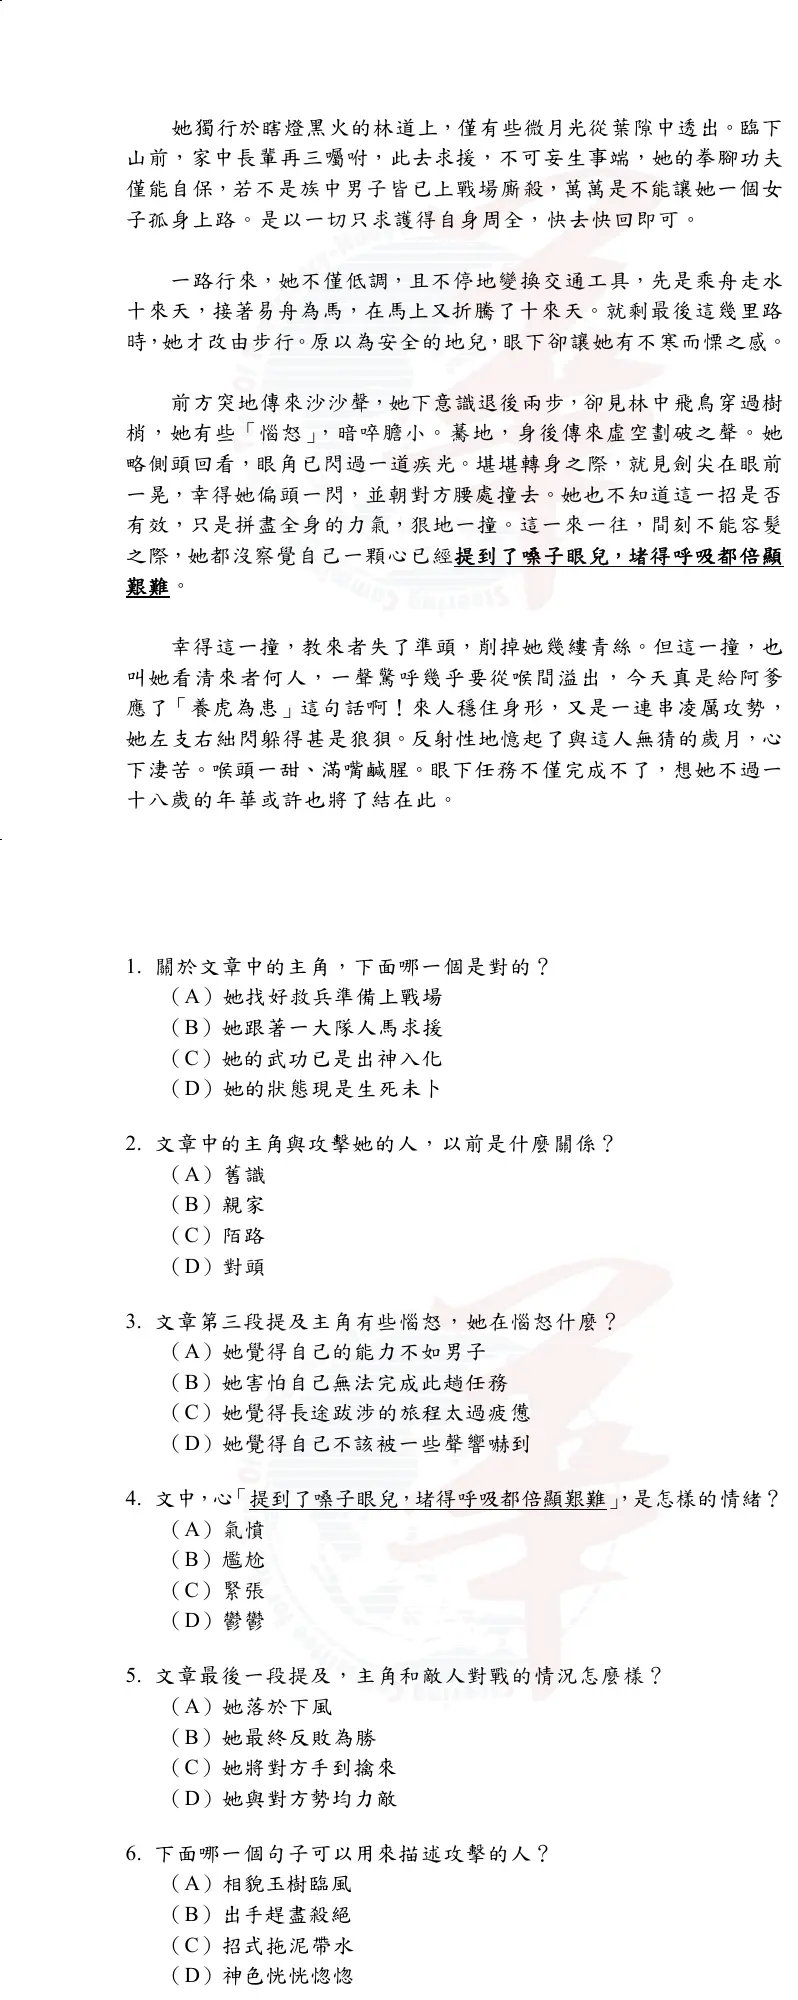 她獨行於瞎燈黑火的林道上，僅有些微月光從葉隙中透出。臨下
山前，家中長輩再三囑咐，此去求援，不可妄生事端，她的拳腳功夫
僅能自保，若不是族中男子皆已上戰場廝殺，萬萬是不能讓她一個女
子孤身上路。是以一切只求護得自身周全，快去快回即可。
一路行來，她不僅低調，且不停地變換交通工具，先是乘舟走水
十來天，接著易舟為馬，在馬上又折騰了十來天。就剩最後這幾里路
時，她才改由步行。原以為安全的地兒，眼下卻讓她有不寒而慄之感。
前方突地傳來沙沙聲，她下意識退後兩步，卻見林中飛鳥穿過樹
梢，她有些「惱怒」，暗啐膽小。驀地，身後傳來虛空劃破之聲。她
略側頭回看，眼角已閃過一道疾光。堪堪轉身之際，就見劍尖在眼前
一晃，幸得她偏頭一閃，並朝對方腰處撞去。她也不知道這一招是否
有效，只是拼盡全身的力氣，狠地一撞。這一來一往，間刻不能容髮
之際，她都沒察覺自己一顆心已經提到了嗓子眼兒，堵得呼吸都倍顯
艱難。
幸得這一撞，教來者失了準頭，削掉她幾縷青絲。但這一撞，也
叫她看清來者何人，一聲驚呼幾乎要從喉間溢出，今天真是給阿爹
應了「養虎為患」這句話啊！來人穩住身形，又是一連串凌厲攻勢，
她左支右絀閃躲得甚是狼狽。反射性地憶起了與這人無猜的歲月，心
下淒苦。喉頭一甜、滿嘴鹹腥。眼下任務不僅完成不了，想她不過一
十八歲的年華或許也將了結在此。
1. 關於文章中的主角，下面哪一個是對的？
（A）她找好救兵準備上戰場
（B）她跟著一大隊人馬求援
（C）她的武功已是出神入化
（D）她的狀態現是生死未卜
2. 文章中的主角與攻擊她的人，以前是什麼關係？
（A）舊識
（B）親家
（C）陌路
（D）對頭
3. 文章第三段提及主角有些惱怒，她在惱怒什麼？
（A）她覺得自己的能力不如男子
（B）她害怕自己無法完成此趟任務
（C）她覺得長途跋涉的旅程太過疲憊
（D）她覺得自己不該被一些聲響嚇到
4. 文中，心「提到了嗓子眼兒，堵得呼吸都倍顯艱難」，是怎樣的情緒？
（A）氣憤
（B）尷尬
（C）緊張
（D）鬱鬱
5. 文章最後一段提及，主角和敵人對戰的情況怎麼樣？
（A）她落於下風
（B）她最終反敗為勝
（C）她將對方手到擒來
（D）她與對方勢均力敵
6. 下面哪一個句子可以用來描述攻擊的人？
（A）相貌玉樹臨風
（B）出手趕盡殺絕
（C）招式拖泥帶水
（D）神色恍恍惚惚